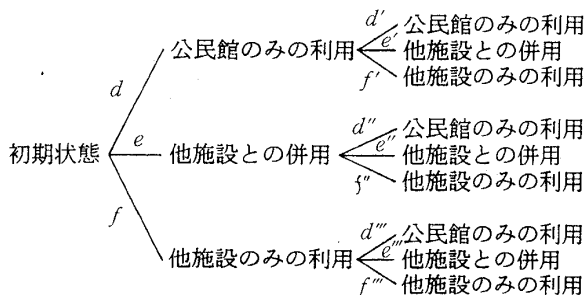 d′ 公民館のみの利用
公民館のみの利用 e′ 他施設との併用
d f′ 他施設のみの利用
d″ 公民館のみの利用
初期状態 e 他施設との併用 e″ 他施設との併用
f″ 他施設のみの利用
f d‴ 公民館のみの利用
他施設のみの利用 e‴ 他施設との併用
f‴ 他施設のみの利用